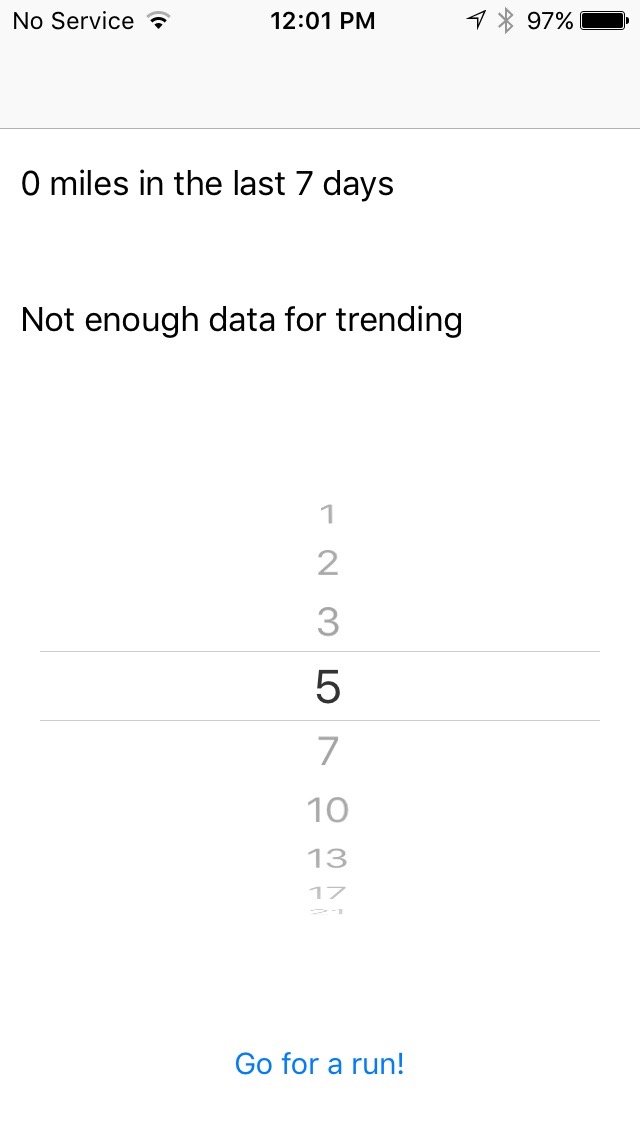 No Service 12:01 PM 97%
0 miles in the last 7 days
Not enough data for trending
1
2
3
5
7
10
13
17
21
Go for a run!